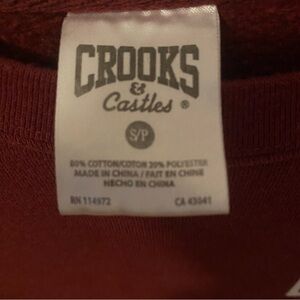 CROOKS
&
Castles ®
S/P
80% COTTON/COTON 20% POLYESTER
MADE IN CHINA / FAIT EN CHINE
HECHO EN CHINA
RN 114972 CA 43041